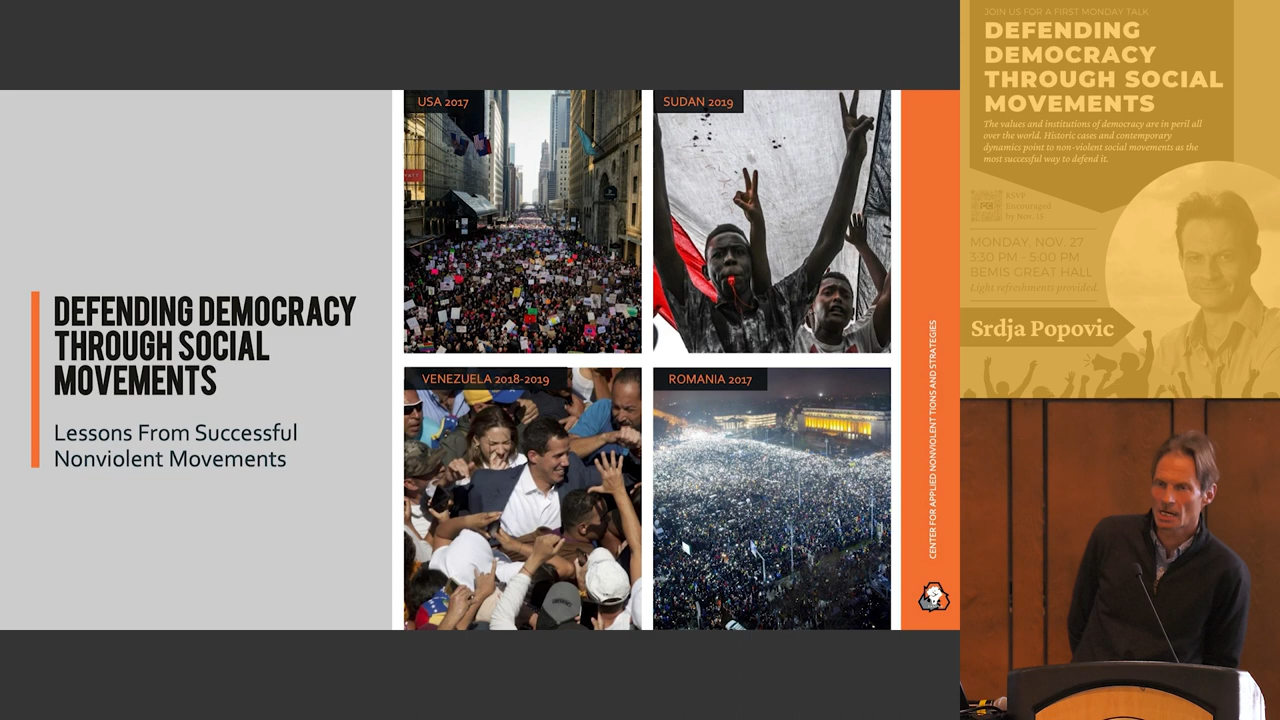 DEFENDING DEMOCRACY
THROUGH SOCIAL
MOVEMENTS
Lessons From Successful
Nonviolent Movements
USA 2017
SUDAN 2019
VENEZUELA 2018-2019
ROMANIA 2017
CENTER FOR APPLIED NONVIOLENT TIONS AND STRATEGIES
JOIN US FOR A FIRST MONDAY TALK
DEFENDING
DEMOCRACY
THROUGH SOCIAL
MOVEMENTS
The values and institutions of democracy are in peril all
over the world. Historic cases and contemporary
dynamics point to non-violent social movements as the
most successful way to defend it.
RSVP
Encouraged
by Nov. 15
MONDAY, NOV. 27
3:30 PM - 5:00 PM
BEMIS GREAT HALL
Light refreshments provided.
Srdja Popovic